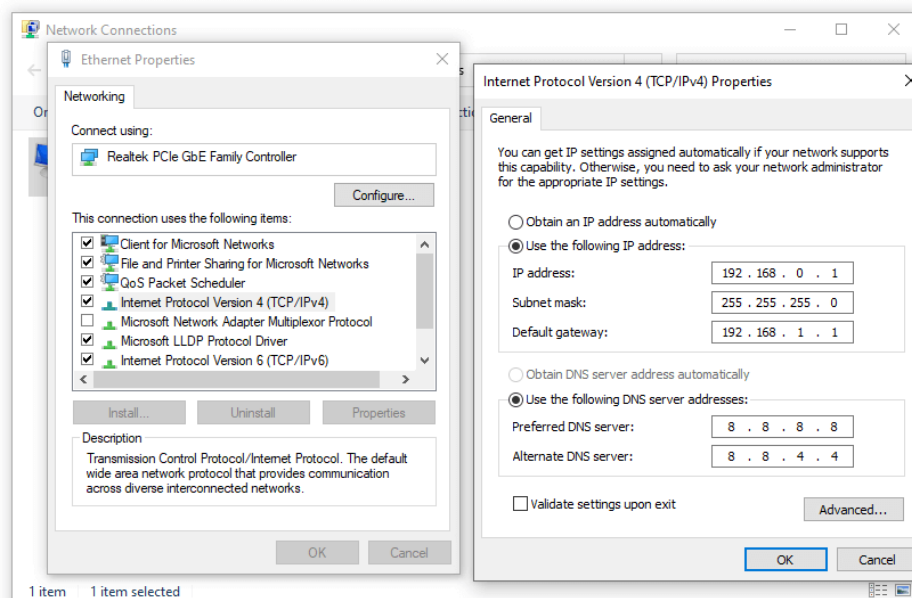 Network Connections
Ethernet Properties
Networking
Connect using:
Realtek PCIe GbE Family Controller
Configure...
This connection uses the following items:
Client for Microsoft Networks
File and Printer Sharing for Microsoft Networks
QoS Packet Scheduler
Internet Protocol Version 4 (TCP/IPv4)
Microsoft Network Adapter Multiplexor Protocol
Microsoft LLDP Protocol Driver
Internet Protocol Version 6 (TCP/IPv6)
Install...
Uninstall
Properties
Description
Transmission Control Protocol/Internet Protocol. The default
wide area network protocol that provides communication
across diverse interconnected networks.
OK
Cancel
Internet Protocol Version 4 (TCP/IPv4) Properties
General
You can get IP settings assigned automatically if your network supports
this capability. Otherwise, you need to ask your network administrator
for the appropriate IP settings.
Obtain an IP address automatically
Use the following IP address:
IP address:
192 . 168 . 0 . 1
Subnet mask:
255 . 255 . 255 . 0
Default gateway:
192 . 168 . 1 . 1
Obtain DNS server address automatically
Use the following DNS server addresses:
Preferred DNS server:
8 . 8 . 8 . 8
Alternate DNS server:
8 . 8 . 4 . 4
Validate settings upon exit
Advanced...
OK
Cancel
1 item
1 item selected